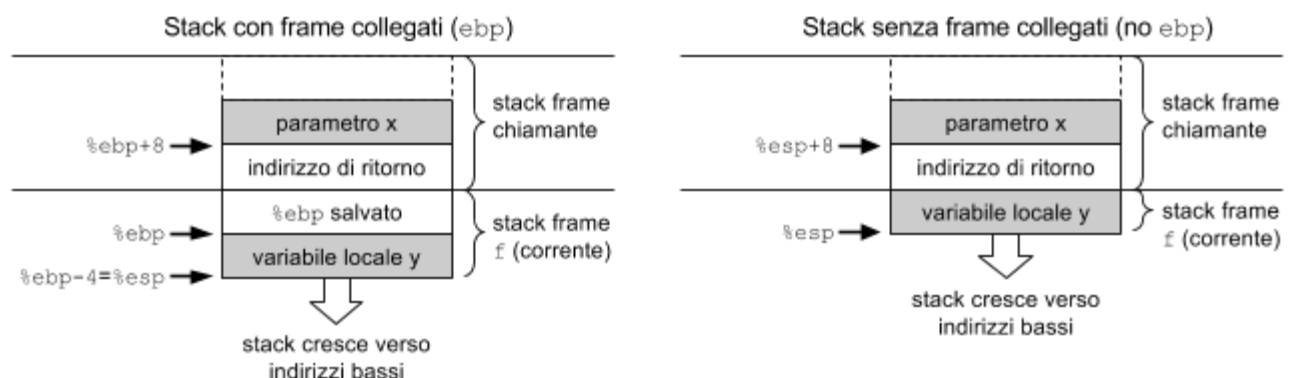 Stack con frame collegati (ebp)
parametro x
%ebp+8
indirizzo di ritorno
stack frame
chiamante
%ebp salvato
%ebp
variabile locale y
%ebp-4=%esp
stack frame
f (corrente)
stack cresce verso
indirizzi bassi
Stack senza frame collegati (no ebp)
parametro x
%esp+8
indirizzo di ritorno
stack frame
chiamante
variabile locale y
%esp
stack frame
f (corrente)
stack cresce verso
indirizzi bassi